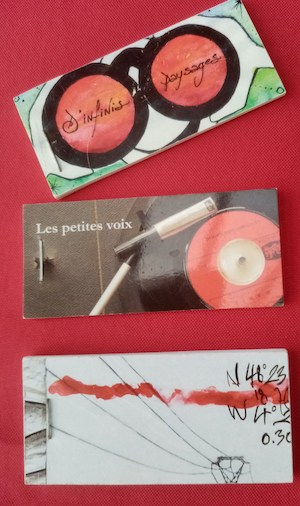 D'infinis paysages
Les petites voix
N 48°23
W 4°
0.30